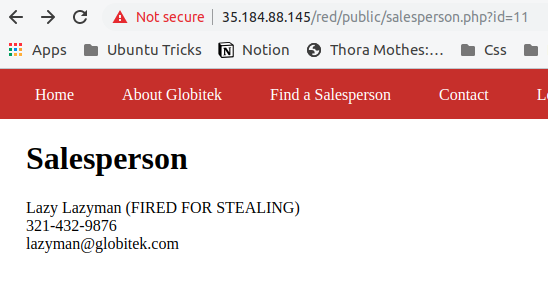 Not secure | 35.184.88.145/red/public/salesperson.php?id=11
Apps Ubuntu Tricks Notion Thora Mothes:... Css
Home About Globitek Find a Salesperson Contact
Salesperson
Lazy Lazyman (FIRED FOR STEALING)
321-432-9876
lazyman@globitek.com